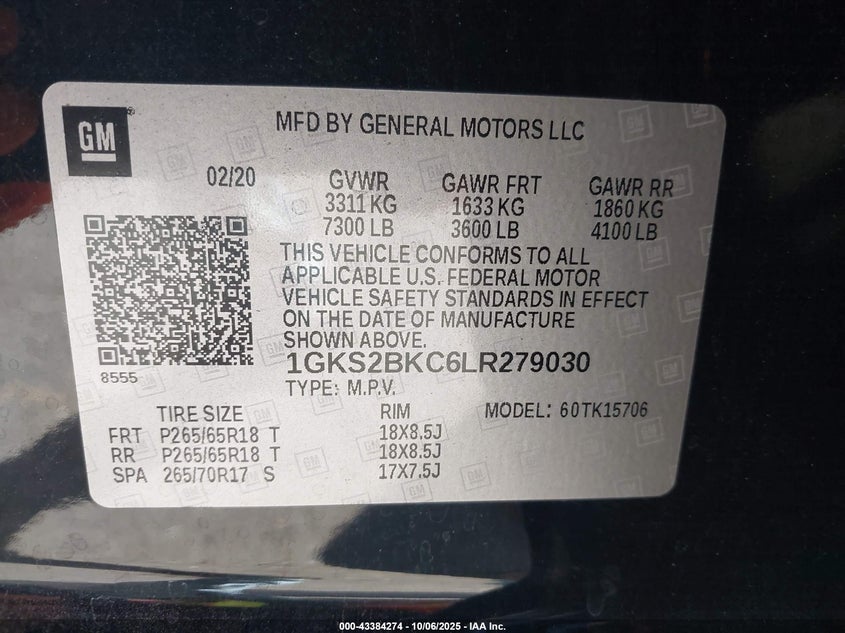 GM
MFD BY GENERAL MOTORS LLC
02/20
GVWR GAWR FRT GAWR RR
3311 KG 1633 KG 1860 KG
7300 LB 3600 LB 4100 LB
THIS VEHICLE CONFORMS TO ALL
APPLICABLE U.S. FEDERAL MOTOR
VEHICLE SAFETY STANDARDS IN EFFECT
ON THE DATE OF MANUFACTURE
SHOWN ABOVE.
1GKS2BKC6LR279030
8555
TYPE: M.P.V.
TIRE SIZE RIM MODEL: 60TK15706
FRT P265/65R18 T 18X8.5J
RR P265/65R18 T 18X8.5J
SPA 265/70R17 S 17X7.5J
000-43384274 - 10/06/2025 - IAA Inc.